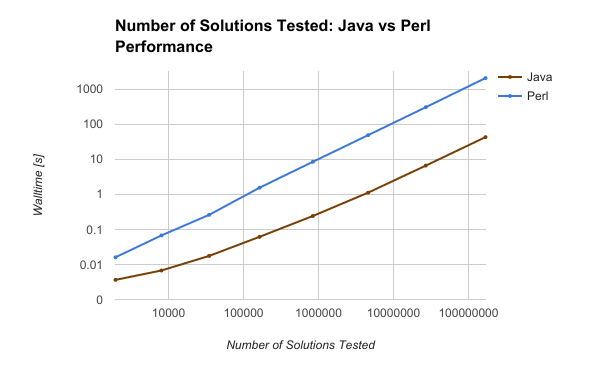 Number of Solutions Tested: Java vs Perl
Performance
Java
Perl
1000
100
10
1
0.1
0.01
0
Walltime [s]
10000
100000
1000000
10000000
100000000
Number of Solutions Tested